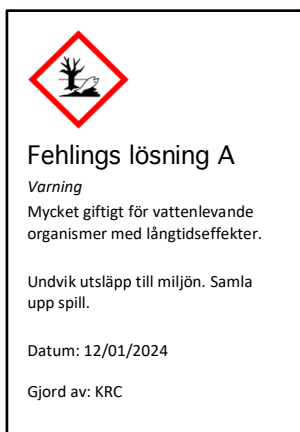 Fehlings lösning A
Varning
Mycket giftigt för vattenlevande
organismer med långtidseffekter.
Undvik utsläpp till miljön. Samla
upp spill.
Datum: 12/01/2024
Gjord av: KRC